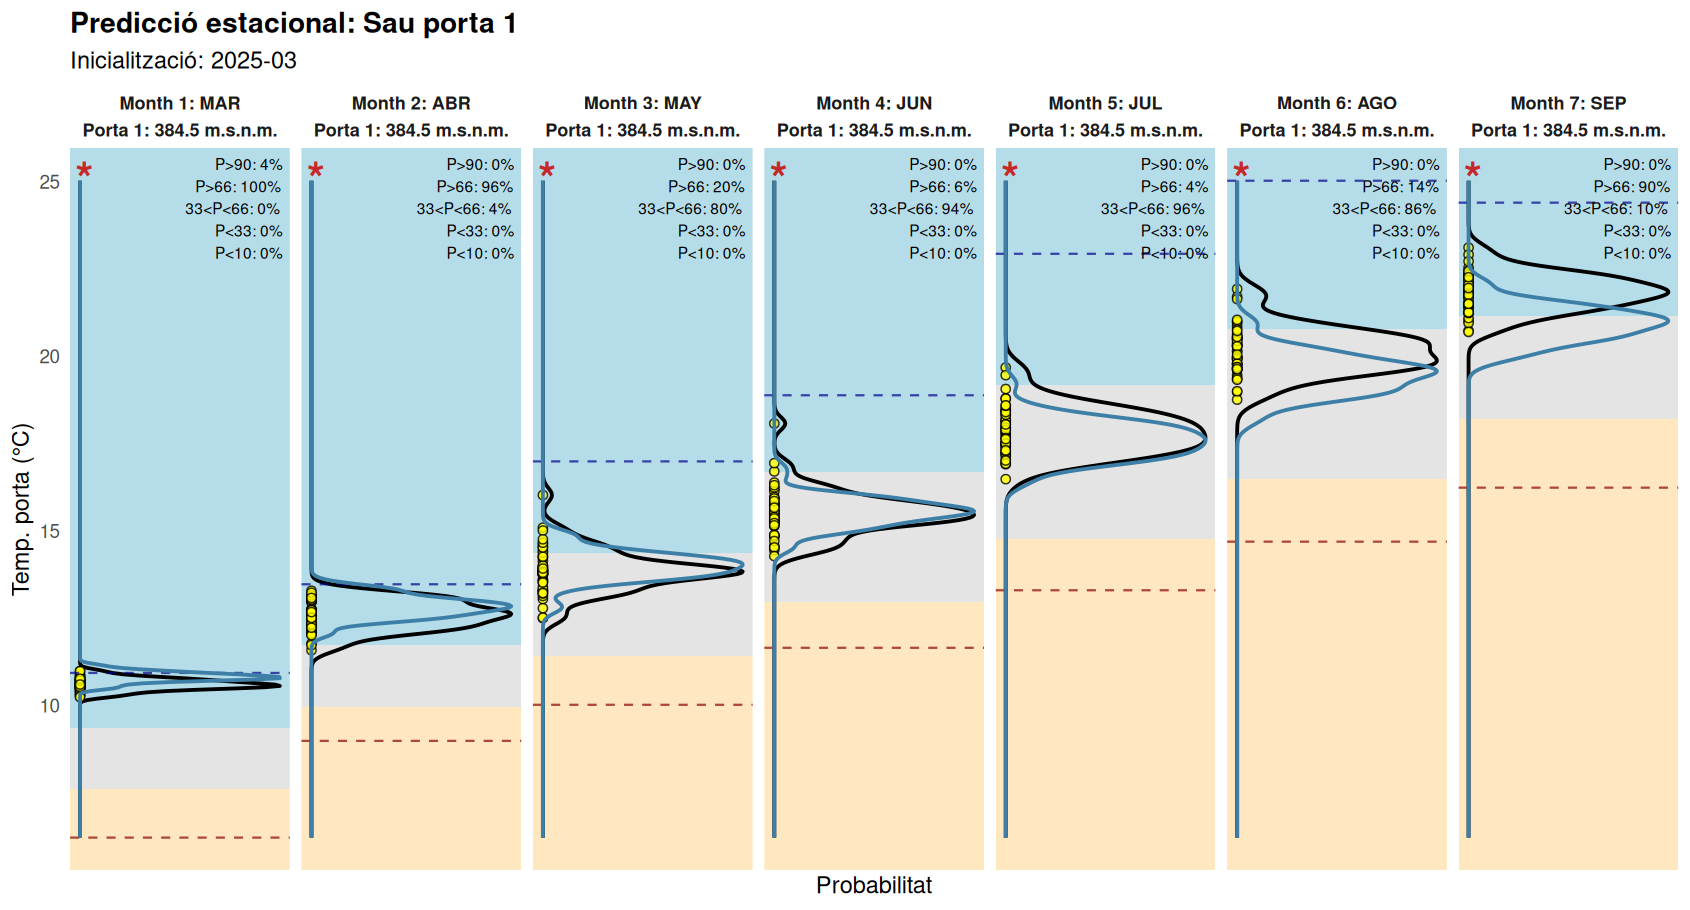 Predicció estacional: Sau porta 1
Inicialització: 2025-03
Month 1: MAR
Porta 1: 384.5 m.s.n.m.
Month 2: ABR
Porta 1: 384.5 m.s.n.m.
Month 3: MAY
Porta 1: 384.5 m.s.n.m.
Month 4: JUN
Porta 1: 384.5 m.s.n.m.
Month 5: JUL
Porta 1: 384.5 m.s.n.m.
Month 6: AGO
Porta 1: 384.5 m.s.n.m.
Month 7: SEP
Porta 1: 384.5 m.s.n.m.
*
P>90: 4%
P>66: 100%
33<P<66: 0%
P<33: 0%
P<10: 0%
*
P>90: 0%
P>66: 96%
33<P<66: 4%
P<33: 0%
P<10: 0%
*
P>90: 0%
P>66: 20%
33<P<66: 80%
P<33: 0%
P<10: 0%
*
P>90: 0%
P>66: 6%
33<P<66: 94%
P<33: 0%
P<10: 0%
*
P>90: 0%
P>66: 4%
33<P<66: 96%
P<33: 0%
P<10: 0%
*
P>90: 0%
P>66: 14%
33<P<66: 86%
P<33: 0%
P<10: 0%
*
P>90: 0%
P>66: 90%
33<P<66: 10%
P<33: 0%
P<10: 0%
25
20
15
10
Temp. porta (°C)
Probabilitat